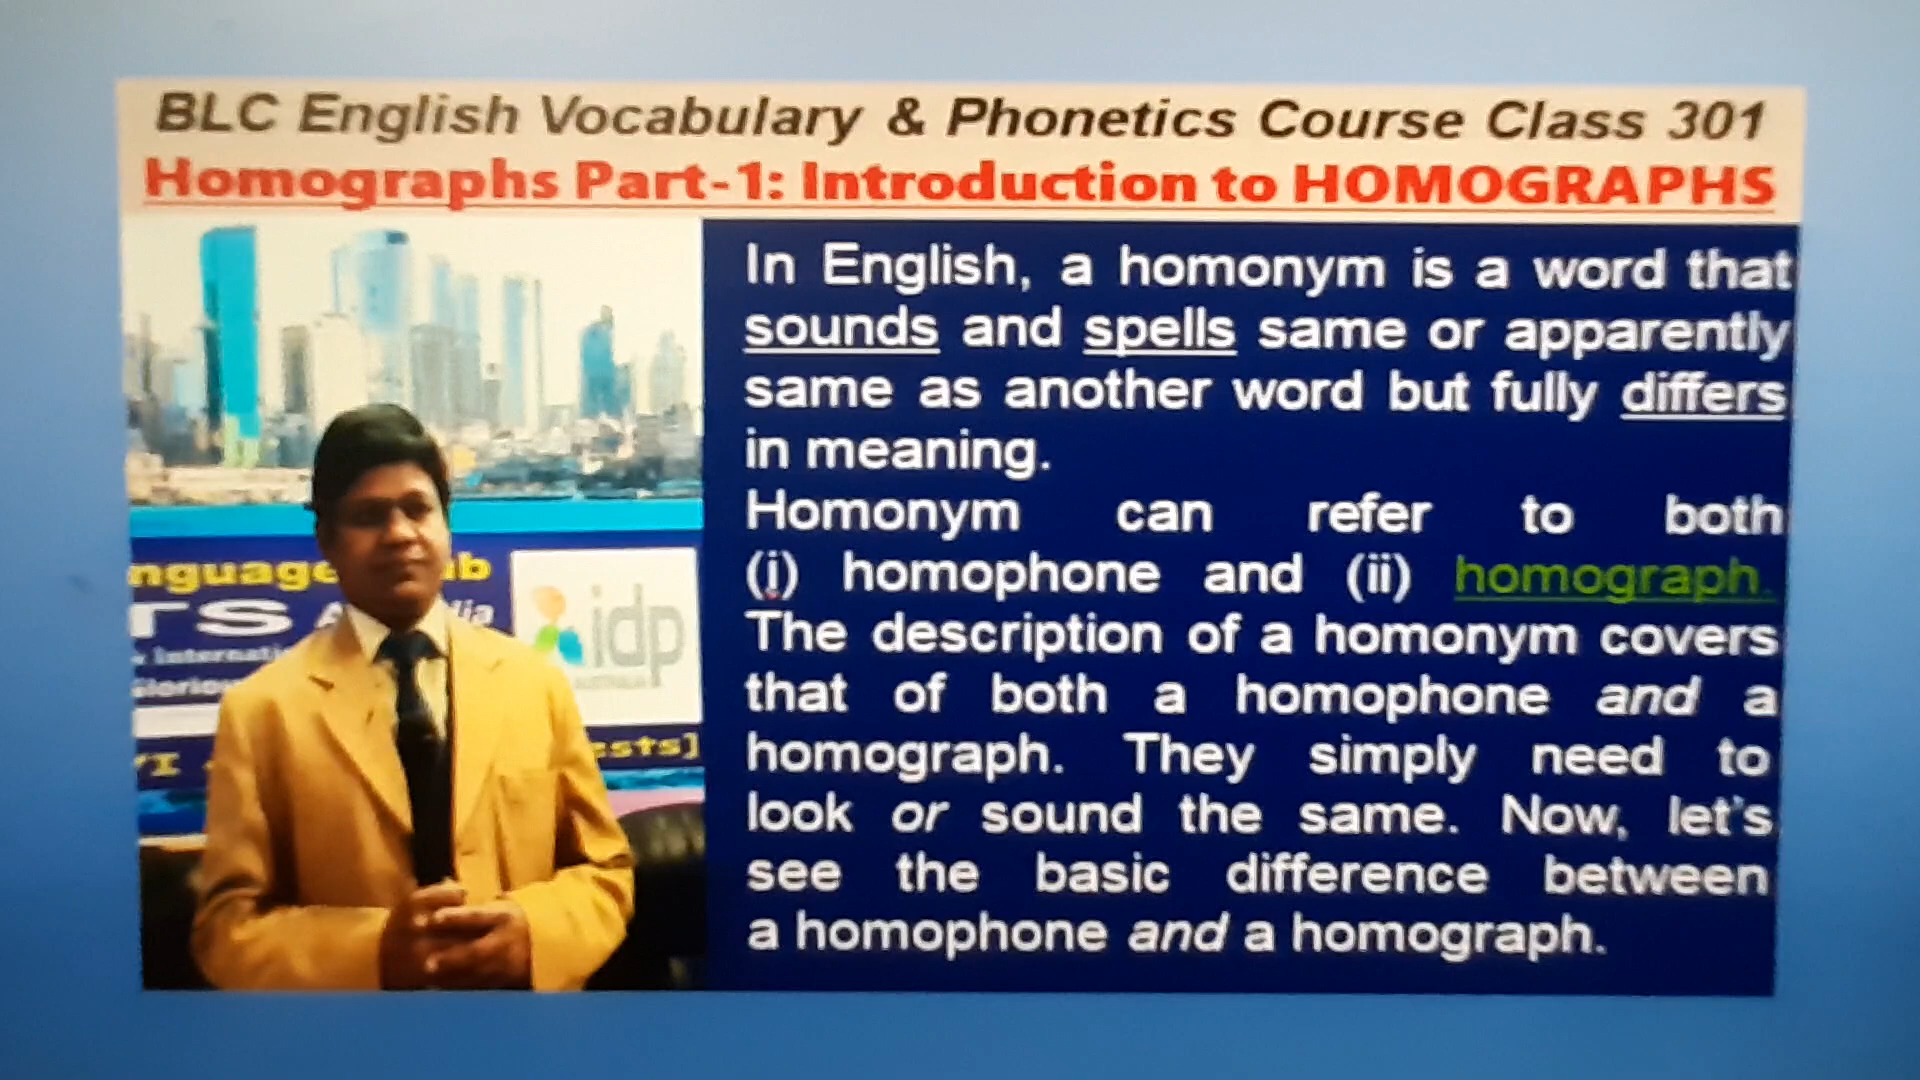 BLC English Vocabulary & Phonetics Course Class 301
Homographs Part-1: Introduction to HOMOGRAPHS
In English, a homonym is a word that
sounds and spells same or apparently
same as another word but fully differs
in meaning.
Homonym can refer to both
(i) homophone and (ii) homograph.
The description of a homonym covers
that of both a homophone and a
homograph. They simply need to
look or sound the same. Now, let's
see the basic difference between
a homophone and a homograph.
nguage
TS
idp